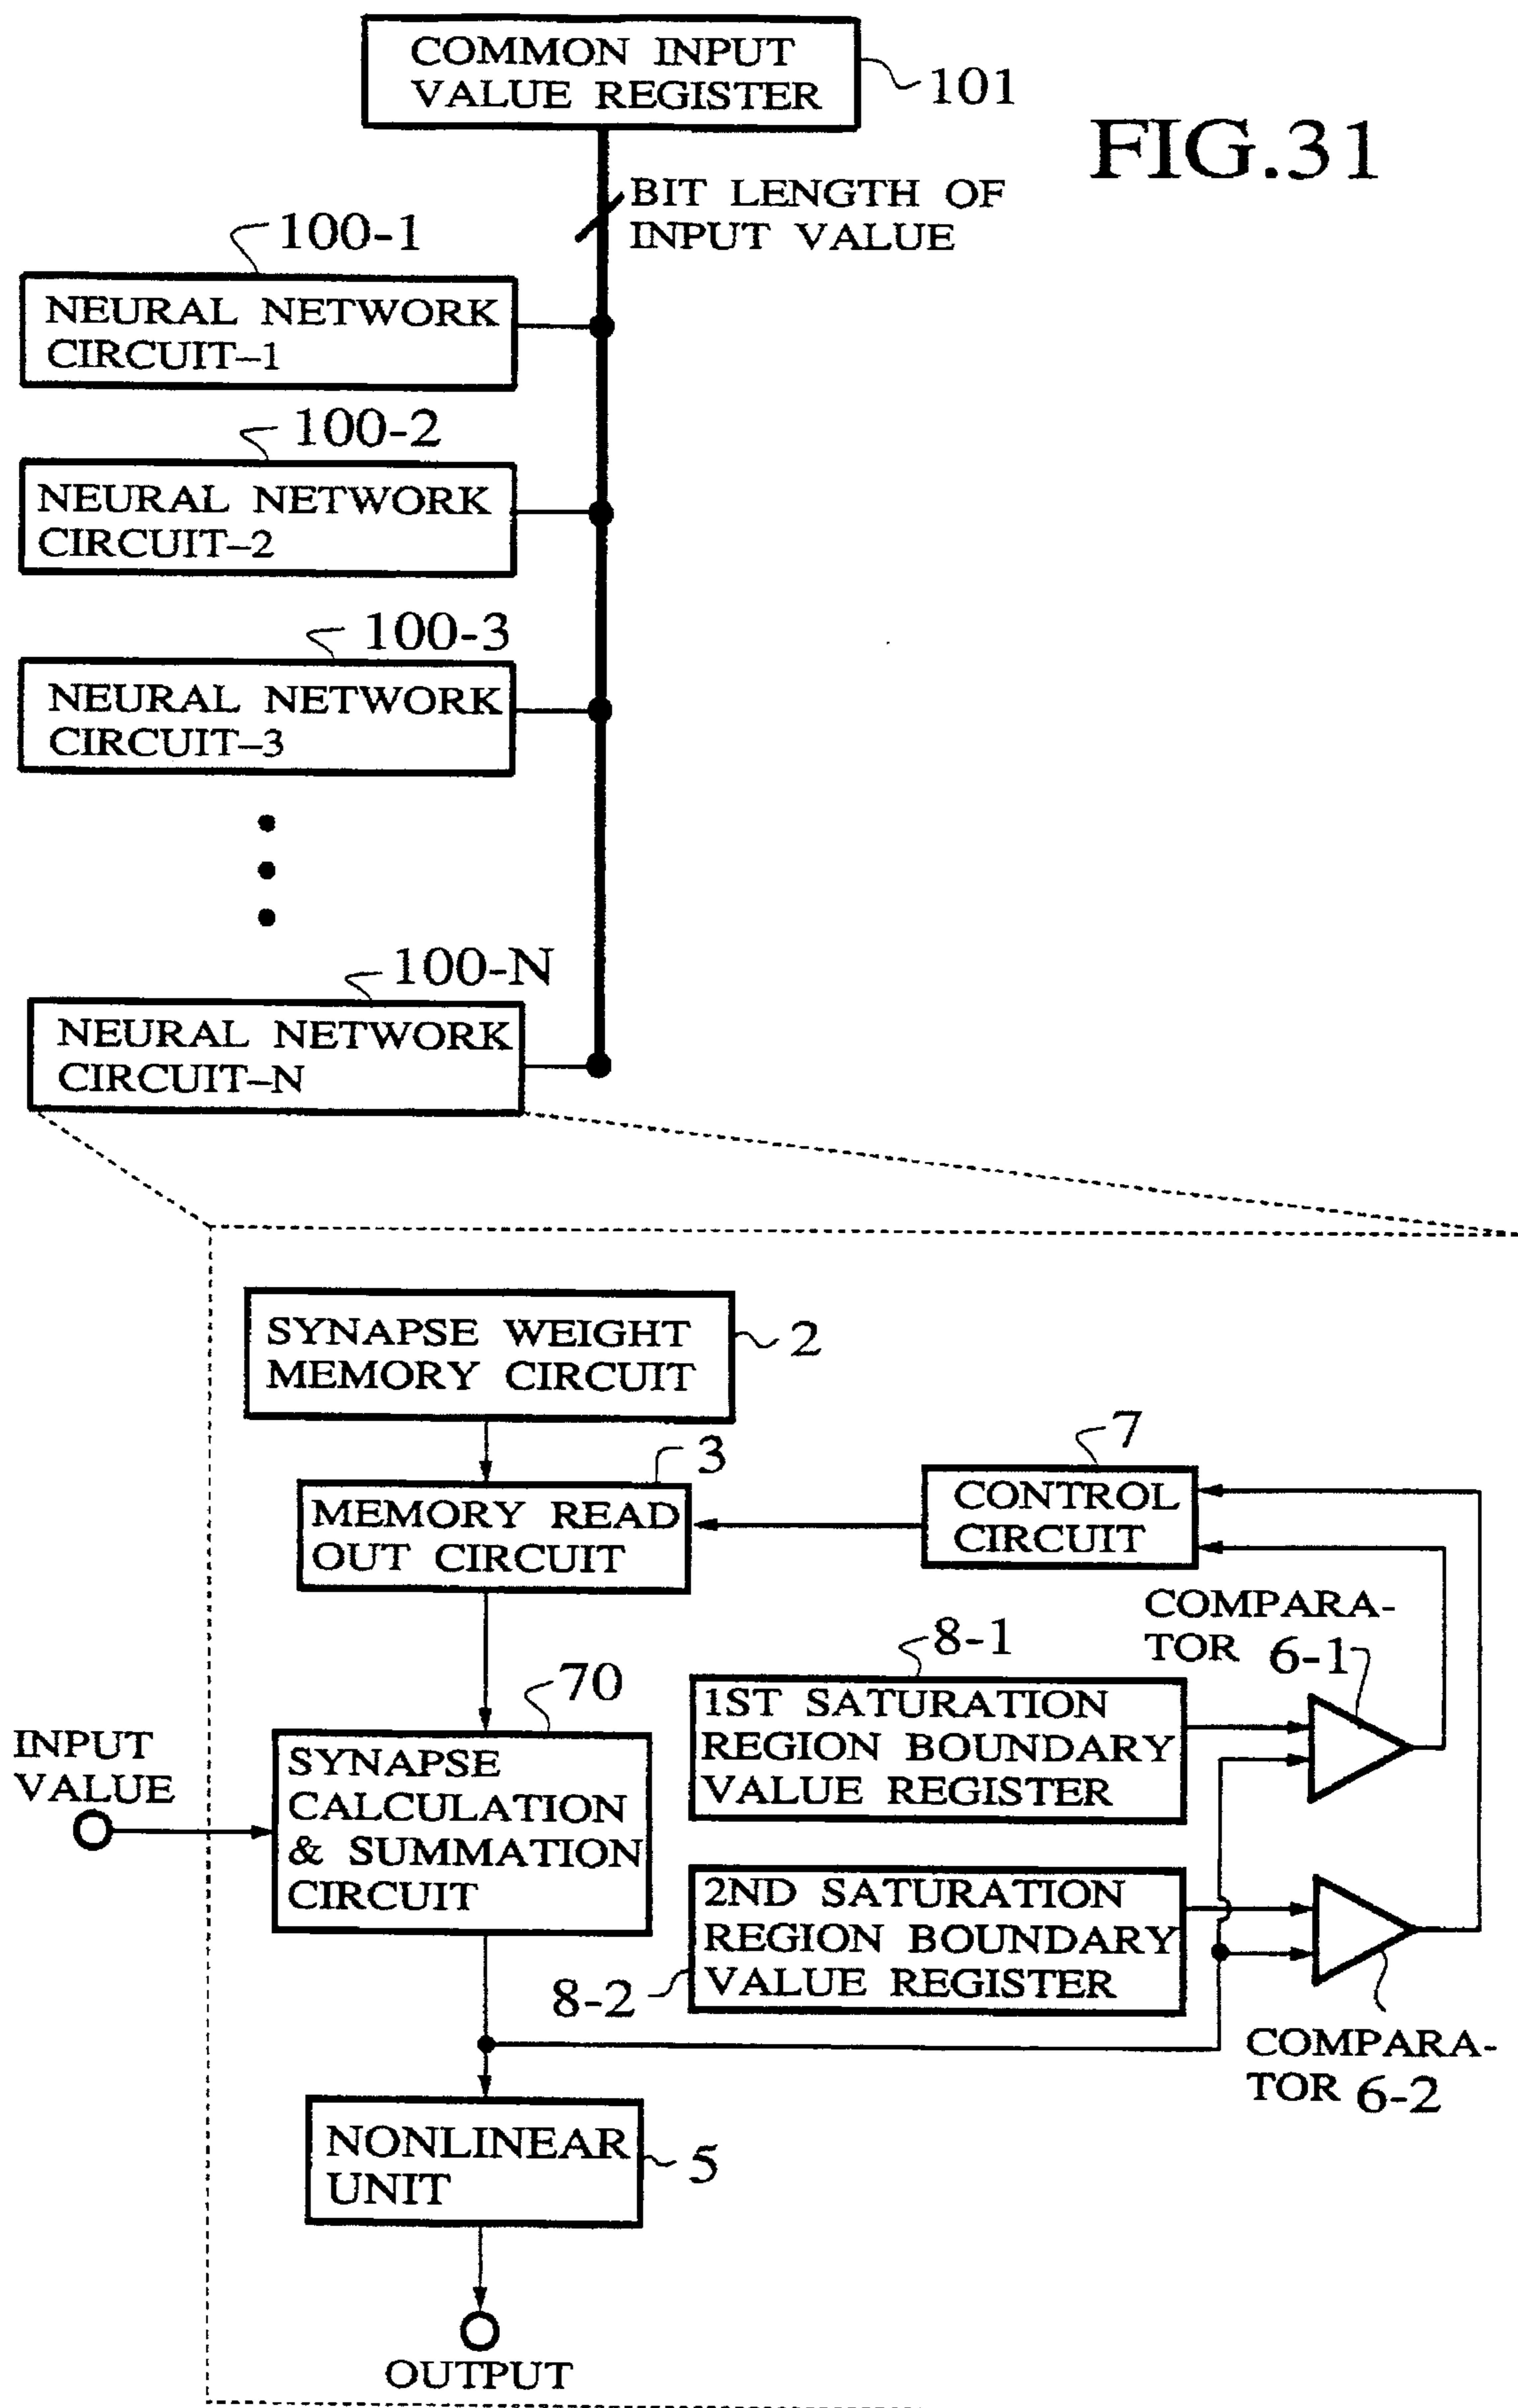 COMMON INPUT
VALUE REGISTER
101
FIG.31
BIT LENGTH OF
INPUT VALUE
100-1
NEURAL NETWORK
CIRCUIT-1
100-2
NEURAL NETWORK
CIRCUIT-2
100-3
NEURAL NETWORK
CIRCUIT-3
100-N
NEURAL NETWORK
CIRCUIT-N
SYNAPSE WEIGHT
MEMORY CIRCUIT
2
3
MEMORY READ
OUT CIRCUIT
7
CONTROL
CIRCUIT
COMPARA-
TOR 6-1
8-1
1ST SATURATION
REGION BOUNDARY
VALUE REGISTER
70
INPUT
VALUE
SYNAPSE
CALCULATION
& SUMMATION
CIRCUIT
2ND SATURATION
REGION BOUNDARY
VALUE REGISTER
8-2
COMPARA-
TOR 6-2
NONLINEAR
UNIT
5
OUTPUT